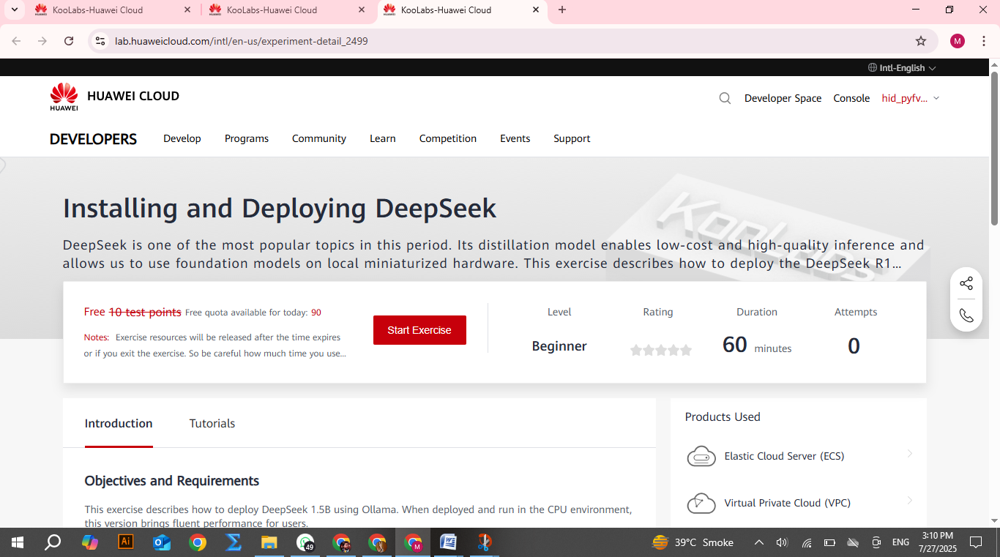 KooLabs-Huawei Cloud
KooLabs-Huawei Cloud
KooLabs-Huawei Cloud
lab.huaweicloud.com/intl/en-us/experiment-detail_2499
M
Intl-English
HUAWEI
HUAWEI CLOUD
Developer Space
Console
hid_pyfv...
DEVELOPERS
Develop
Programs
Community
Learn
Competition
Events
Support
KooLabs
Installing and Deploying DeepSeek
DeepSeek is one of the most popular topics in this period. Its distillation model enables low-cost and high-quality inference and
allows us to use foundation models on local miniaturized hardware. This exercise describes how to deploy the DeepSeek R1...
Free 10 test points Free quota available for today: 90
Notes: Exercise resources will be released after the time expires
or if you exit the exercise. So be careful how much time you use...
Start Exercise
Level
Beginner
Rating
Duration
60 minutes
Attempts
0
Introduction
Tutorials
Objectives and Requirements
This exercise describes how to deploy DeepSeek 1.5B using Ollama. When deployed and run in the CPU environment,
this version brings fluent performance for users.
Products Used
Elastic Cloud Server (ECS)
Virtual Private Cloud (VPC)
Ai
49
M
W
39°C Smoke
ENG
3:10 PM
7/27/2025